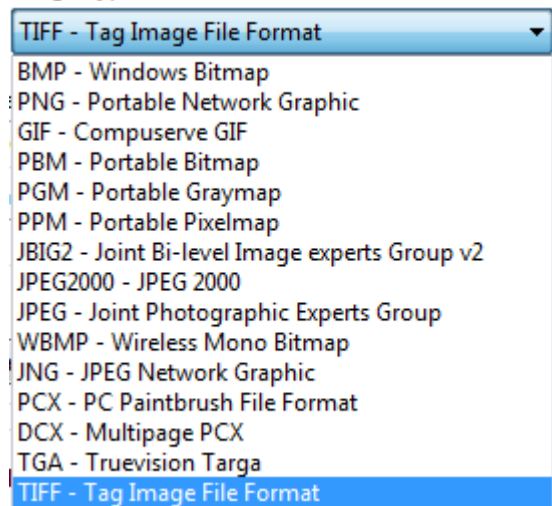 TIFF - Tag Image File Format
BMP - Windows Bitmap
PNG - Portable Network Graphic
GIF - Compuserve GIF
PBM - Portable Bitmap
PGM - Portable Graymap
PPM - Portable Pixelmap
JBIG2 - Joint Bi-level Image experts Group v2
JPEG2000 - JPEG 2000
JPEG - Joint Photographic Experts Group
WBMP - Wireless Mono Bitmap
JNG - JPEG Network Graphic
PCX - PC Paintbrush File Format
DCX - Multipage PCX
TGA - Truevision Targa
TIFF - Tag Image File Format